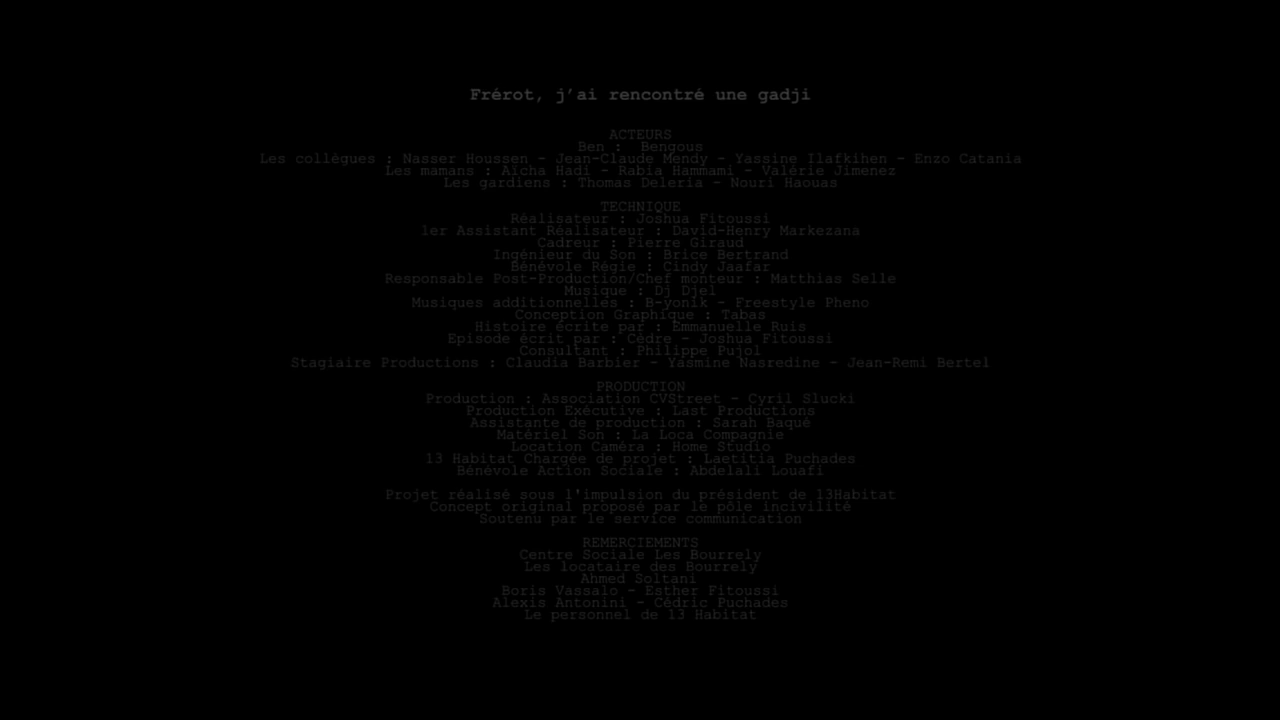 Frérot, j’ai rencontré une gadji
ACTEURS
Ben : Bengous
Les collègues : Nasser Houssen - Jean-Claude Mendy - Yassine Ilafkihen - Enzo Catania
Les mamans : Aïcha Hadi - Rabia Hammami - Valérie Jimenez
Les gardiens : Thomas Deleria - Nouri Haouas
TECHNIQUE
Réalisateur : Joshua Fitoussi
1er Assistant Réalisateur : David-Henry Markezana
Cadreur : Pierre Giraud
Ingénieur du Son : Brice Bertrand
Bénévole Régie : Cindy Jaafar
Responsable Post-Production/Chef monteur : Matthias Selle
Musique : Dj Djel
Musiques additionnelles : B-yonik - Freestyle Pheno
Conception Graphique : Tabas
Histoire écrite par : Emmanuelle Ruis
Episode écrit par : Cèdre - Joshua Fitoussi
Consultant : Philippe Pujol
Stagiaire Productions : Claudia Barbier - Yasmine Nasredine - Jean-Remi Bertel
PRODUCTION
Production : Association CVStreet - Cyril Slucki
Production Exécutive : Last Productions
Assistante de production : Sarah Baqué
Matériel Son : La Loca Compagnie
Location Caméra : Home Studio
13 Habitat Chargée de projet : Laetitia Puchades
Bénévole Action Sociale : Abdelali Louafi
Projet réalisé sous l'impulsion du président de 13Habitat
Concept original proposé par le pôle incivilité
Soutenu par le service communication
REMERCIEMENTS
Centre Sociale Les Bourrely
Les locataire des Bourrely
Ahmed Soltani
Boris Vassalo - Esther Fitoussi
Alexis Antonini - Cédric Puchades
Le personnel de 13 Habitat